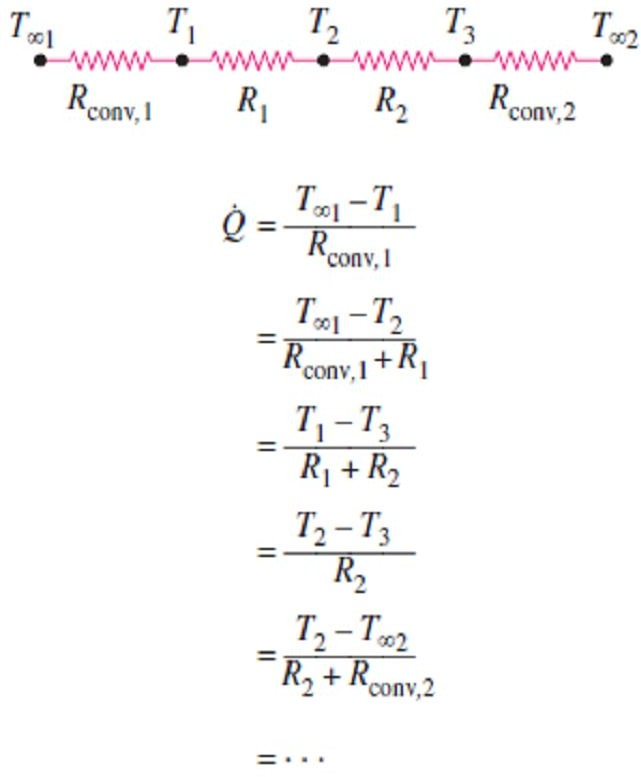 T∞1 T1 T2 T3 T∞2
Rconv,1 R1 R2 Rconv,2
Q̇ = (T∞1 – T1) / Rconv,1
= (T∞1 – T2) / (Rconv,1 + R1)
= (T1 – T3) / (R1 + R2)
= (T2 – T3) / R2
= (T2 – T∞2) / (R2 + Rconv,2)
= · · ·